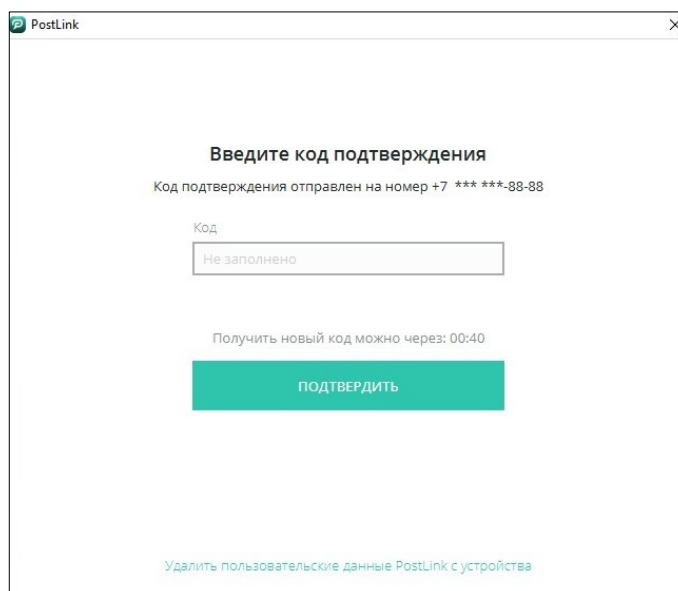 PostLink
Введите код подтверждения
Код подтверждения отправлен на номер +7 *** ***-88-88
Код
Не заполнено
Получить новый код можно через: 00:40
ПОДТВЕРДИТЬ
Удалить пользовательские данные PostLink с устройства